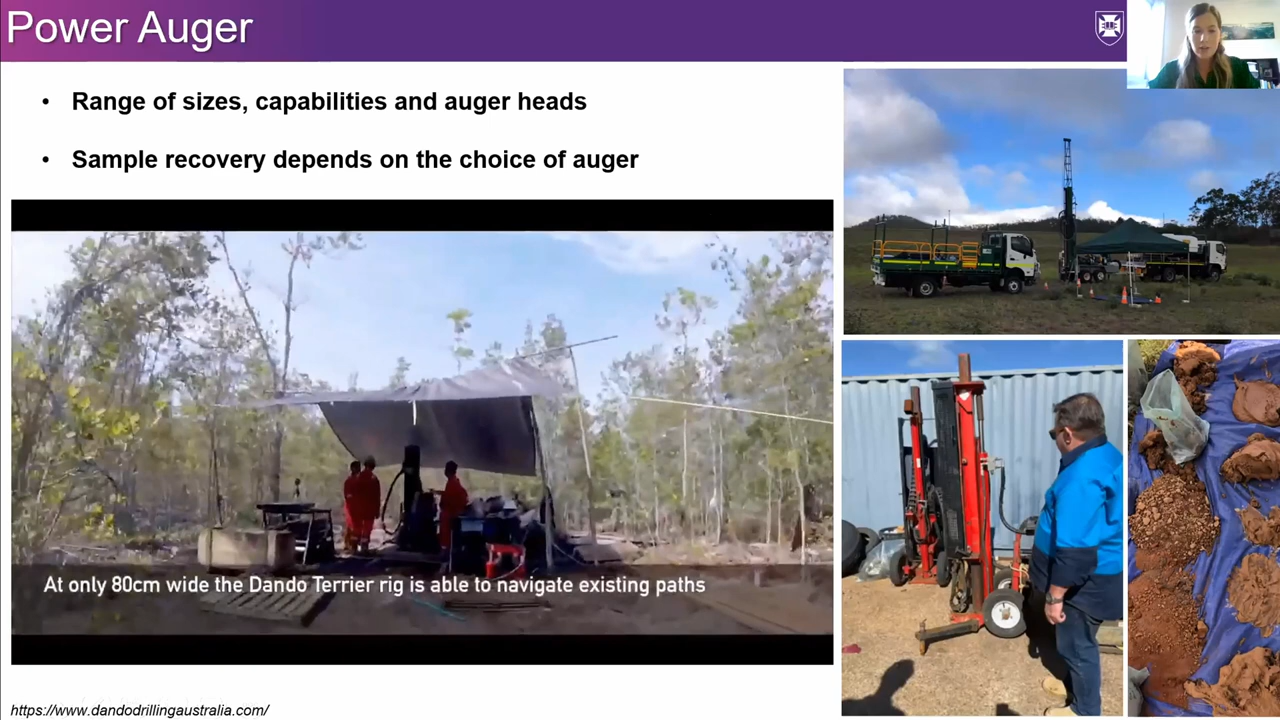 Power Auger
• Range of sizes, capabilities and auger heads
• Sample recovery depends on the choice of auger
At only 80cm wide the Dando Terrier rig is able to navigate existing paths
https://www.dandodrillingaustralia.com/